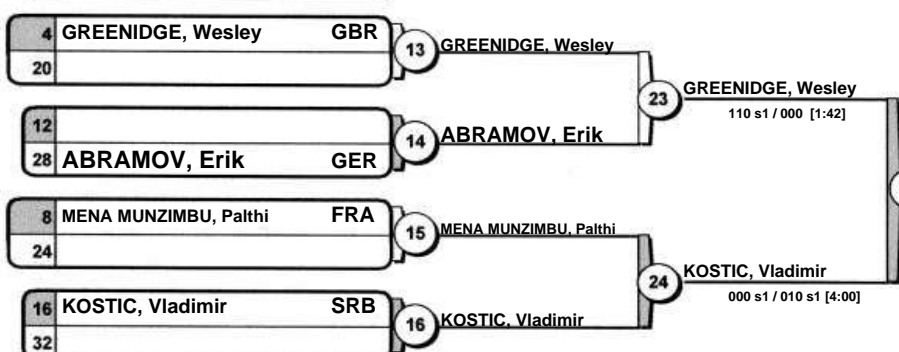 4 GREENIDGE, Wesley GBR
20
13 GREENIDGE, Wesley
12
28 ABRAMOV, Erik GER
14 ABRAMOV, Erik
23 GREENIDGE, Wesley
110 s1 / 000 [1:42]
8 MENA MUNZIMBU, Palthi FRA
24
15 MENA MUNZIMBU, Palthi
16 KOSTIC, Vladimir SRB
32
16 KOSTIC, Vladimir
24 KOSTIC, Vladimir
000 s1 / 010 s1 [4:00]